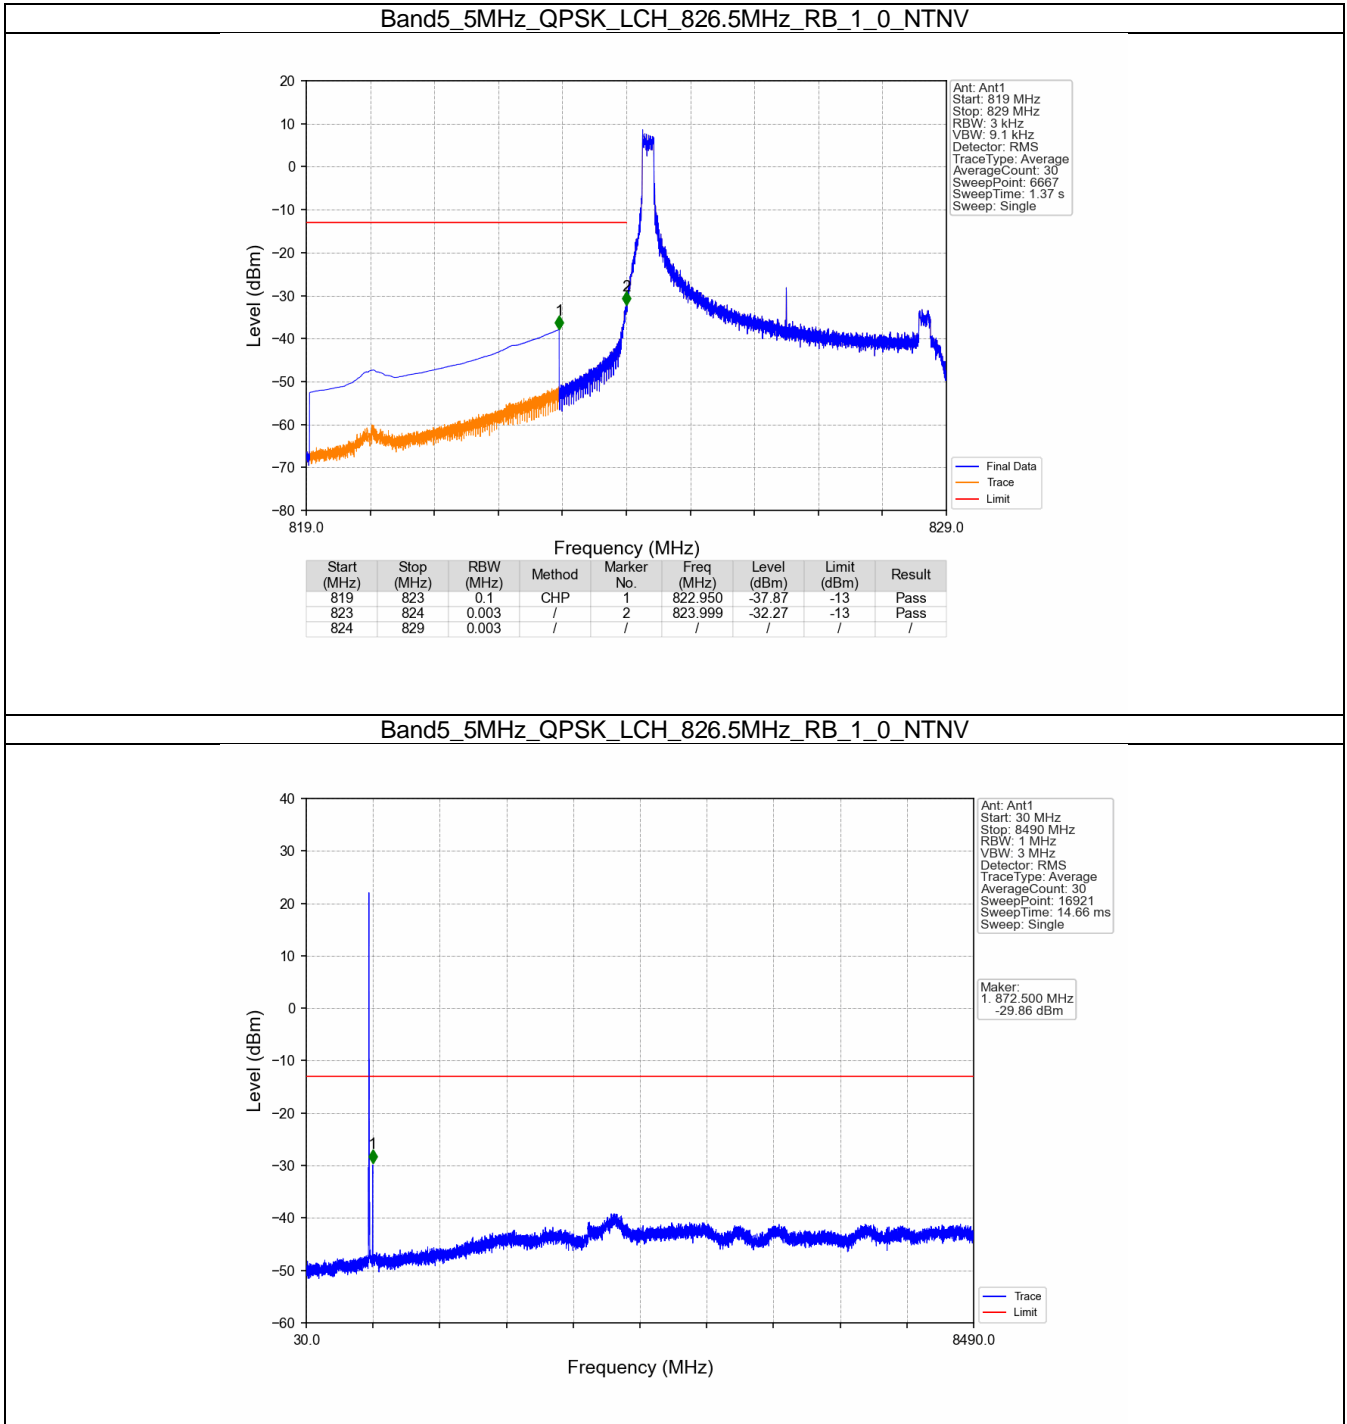 Band5_5MHz_QPSK_LCH_826.5MHz_RB_1_0_NTNV
20
10
0
−10
−20
−30
−40
−50
−60
−70
−80
Level (dBm)
1
2
819.0
829.0
Frequency (MHz)
Ant: Ant1
Start: 819 MHz
Stop: 829 MHz
RBW: 3 kHz
VBW: 9.1 kHz
Detector: RMS
TraceType: Average
AverageCount: 30
SweepPoint: 6667
SweepTime: 1.37 s
Sweep: Single
Final Data
Trace
Limit
Start (MHz) Stop (MHz) RBW (MHz) Method Marker No. Freq (MHz) Level (dBm) Limit (dBm) Result
819 823 0.1 CHP 1 822.950 -37.87 -13 Pass
823 824 0.003 / 2 823.999 -32.27 -13 Pass
824 829 0.003 / / / / / /
Band5_5MHz_QPSK_LCH_826.5MHz_RB_1_0_NTNV
40
30
20
10
0
−10
−20
−30
−40
−50
−60
Level (dBm)
1
30.0
8490.0
Frequency (MHz)
Ant: Ant1
Start: 30 MHz
Stop: 8490 MHz
RBW: 1 MHz
VBW: 3 MHz
Detector: RMS
TraceType: Average
AverageCount: 30
SweepPoint: 16921
SweepTime: 14.66 ms
Sweep: Single
Maker:
1. 872.500 MHz
-29.86 dBm
Trace
Limit